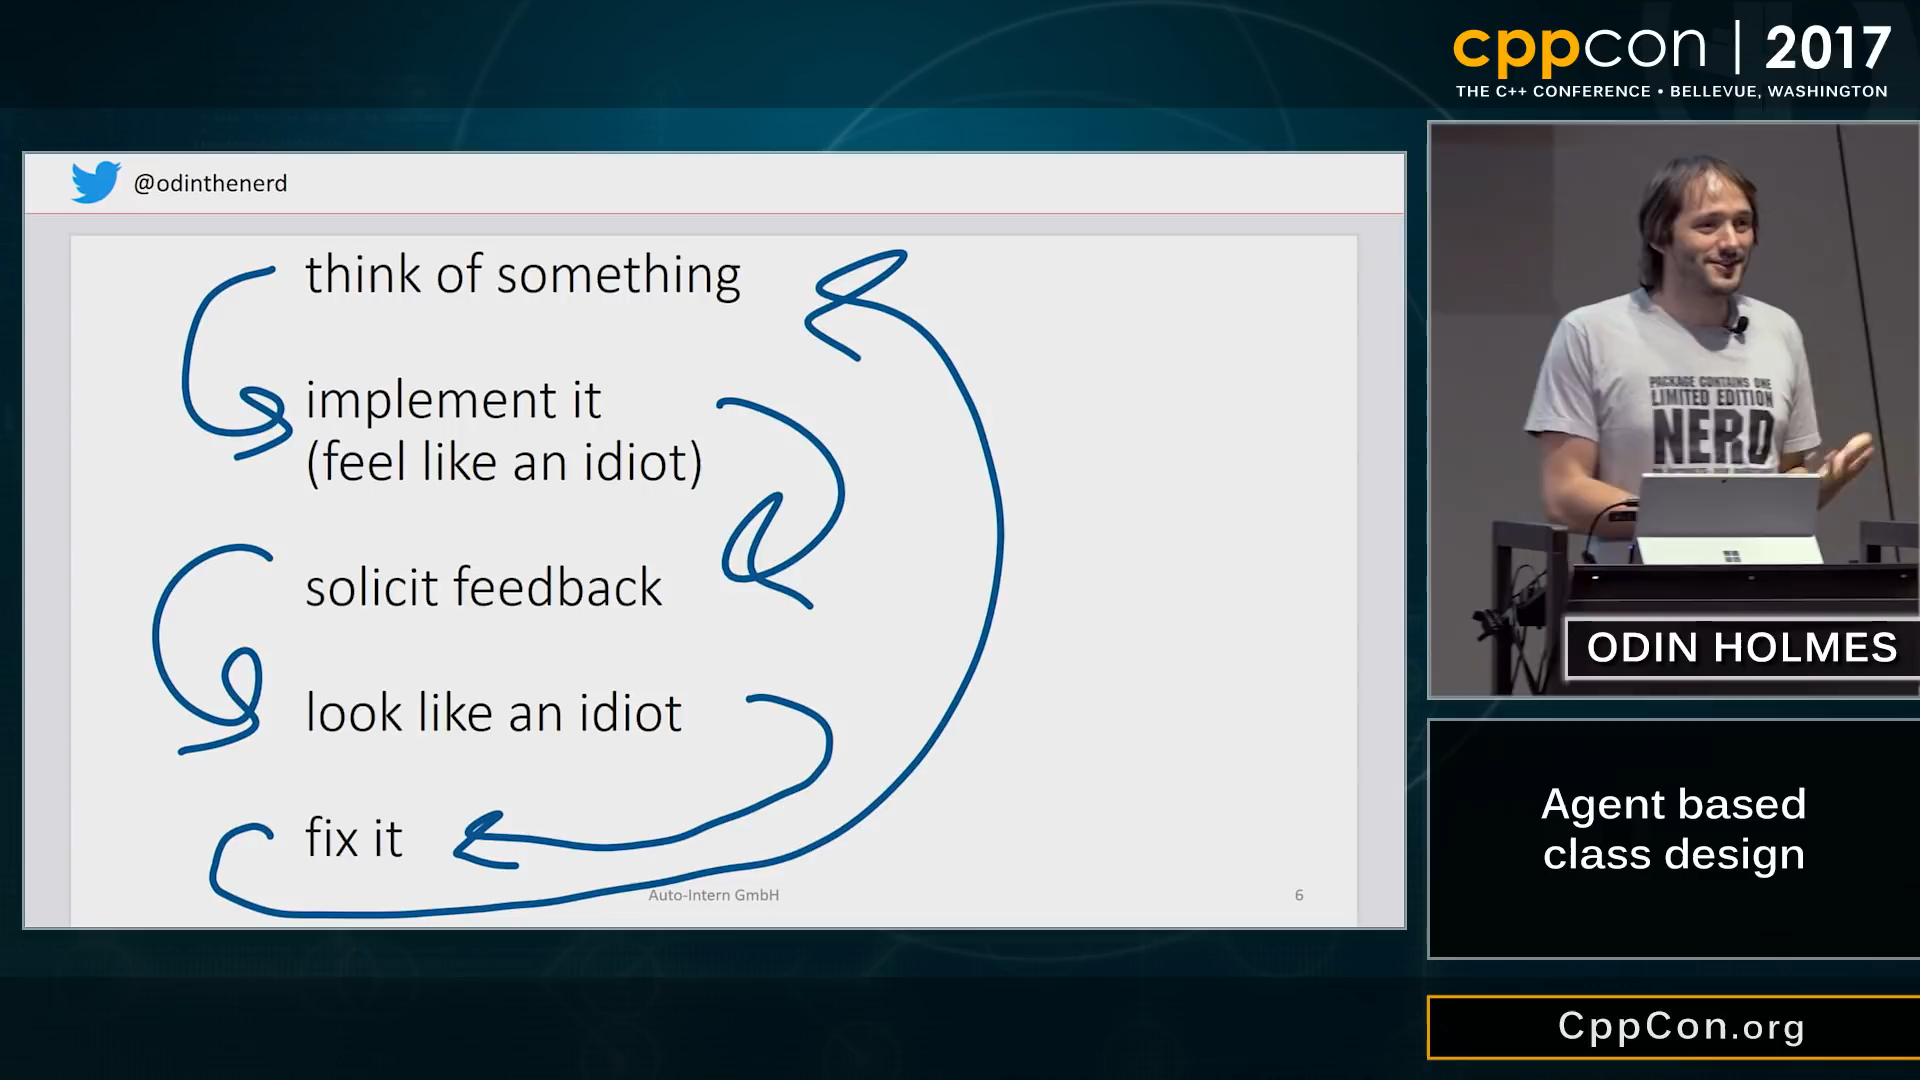 cppcon | 2017
THE C++ CONFERENCE • BELLEVUE, WASHINGTON
@odinthenerd
think of something
implement it
(feel like an idiot)
solicit feedback
look like an idiot
fix it
Auto-Intern GmbH
6
PACKAGE CONTAINS ONE
LIMITED EDITION
NERD
ODIN HOLMES
Agent based
class design
CppCon.org